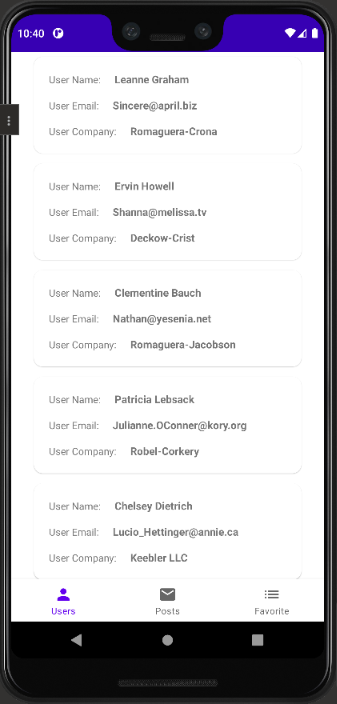 10:40
User Name: Leanne Graham
User Email: Sincere@april.biz
User Company: Romaguera-Crona
User Name: Ervin Howell
User Email: Shanna@melissa.tv
User Company: Deckow-Crist
User Name: Clementine Bauch
User Email: Nathan@yesenia.net
User Company: Romaguera-Jacobson
User Name: Patricia Lebsack
User Email: Julianne.OConner@kory.org
User Company: Robel-Corkery
User Name: Chelsey Dietrich
User Email: Lucio_Hettinger@annie.ca
User Company: Keebler LLC
Users Posts Favorite